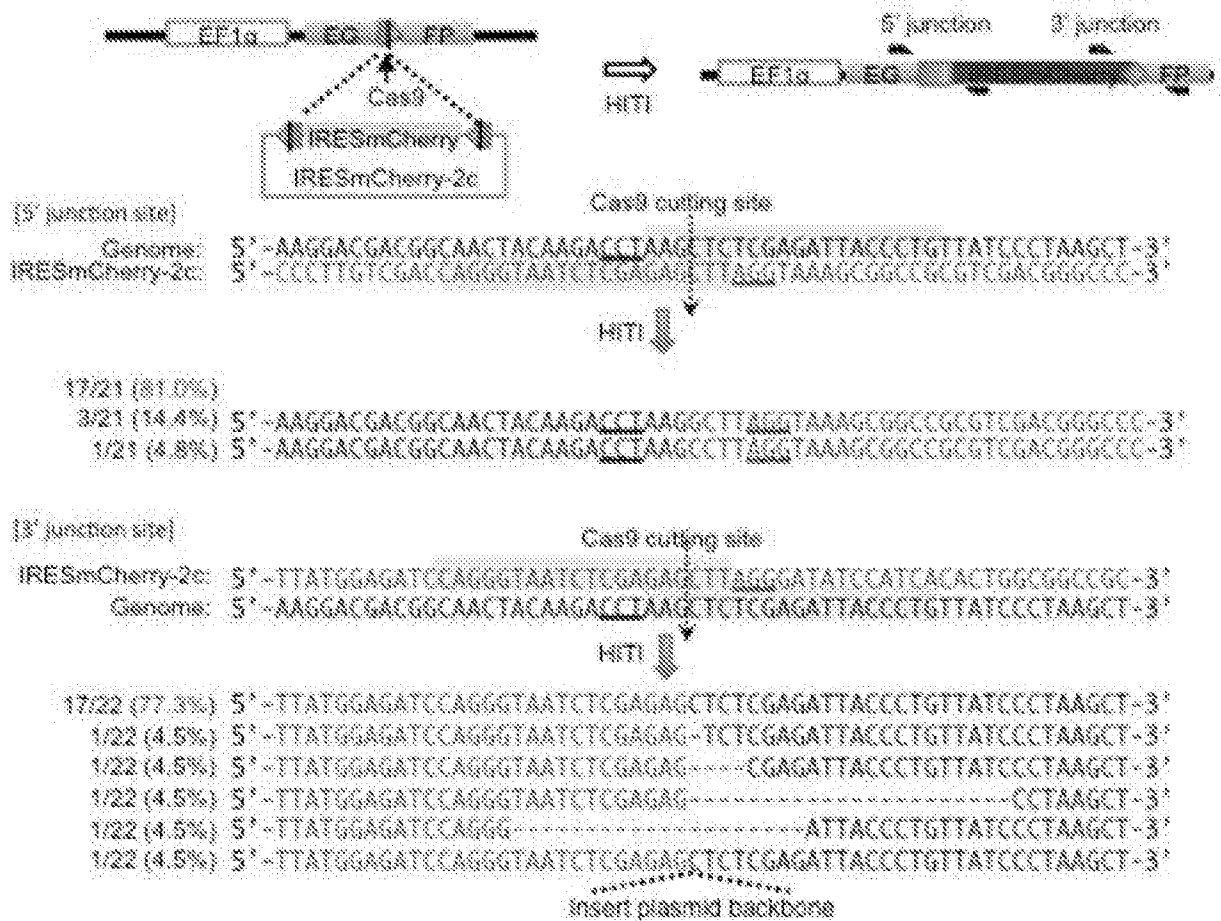 5' junction 3' junction
EF1α EG FP
EF1α EG FP
Cas9
HITI
IRESmCherry
IRESmCherry-2c
[5' junction site]
Cas9 cutting site
Genome: 5'-AAGGACGACGGCAACTACAAGACCTAAGCTCTCGAGATTACCCTGTTATCCCTAAGCT-3'
IRESmCherry-2c: 5'-CCCTTGTCGACCAGGGTAATCTCGAGAGCTTAGGTAAAGCGGCCGCGTCGACGGGCCC-3'
HITI
17/21 (81.0%)
3/21 (14.4%) 5'-AAGGACGACGGCAACTACAAGACCTAAGGCTTAGGTAAAGCGGCCGCGTCGACGGGCCC-3'
1/21 (4.8%) 5'-AAGGACGACGGCAACTACAAGACCTAAGCCTTAGGTAAAGCGGCCGCGTCGACGGGCCC-3'
[3' junction site]
Cas9 cutting site
IRESmCherry-2c: 5'-TTATGGAGATCCAGGGTAATCTCGAGAGCTTAGGGATATCCATCACACTGGCGGCCGC-3'
Genome: 5'-AAGGACGACGGCAACTACAAGACCTAAGCTCTCGAGATTACCCTGTTATCCCTAAGCT-3'
HITI
17/22 (77.3%) 5'-TTATGGAGATCCAGGGTAATCTCGAGAGCTCTCGAGATTACCCTGTTATCCCTAAGCT-3'
1/22 (4.5%) 5'-TTATGGAGATCCAGGGTAATCTCGAGAG-TCTCGAGATTACCCTGTTATCCCTAAGCT-3'
1/22 (4.5%) 5'-TTATGGAGATCCAGGGTAATCTCGAGAG----CGAGATTACCCTGTTATCCCTAAGCT-3'
1/22 (4.5%) 5'-TTATGGAGATCCAGGGTAATCTCGAGAG----------------------CCTAAGCT-3'
1/22 (4.5%) 5'-TTATGGAGATCCAGGG--------------------ATTACCCTGTTATCCCTAAGCT-3'
1/22 (4.5%) 5'-TTATGGAGATCCAGGGTAATCTCGAGAGCTCTCGAGATTACCCTGTTATCCCTAAGCT-3'
Insert plasmid backbone